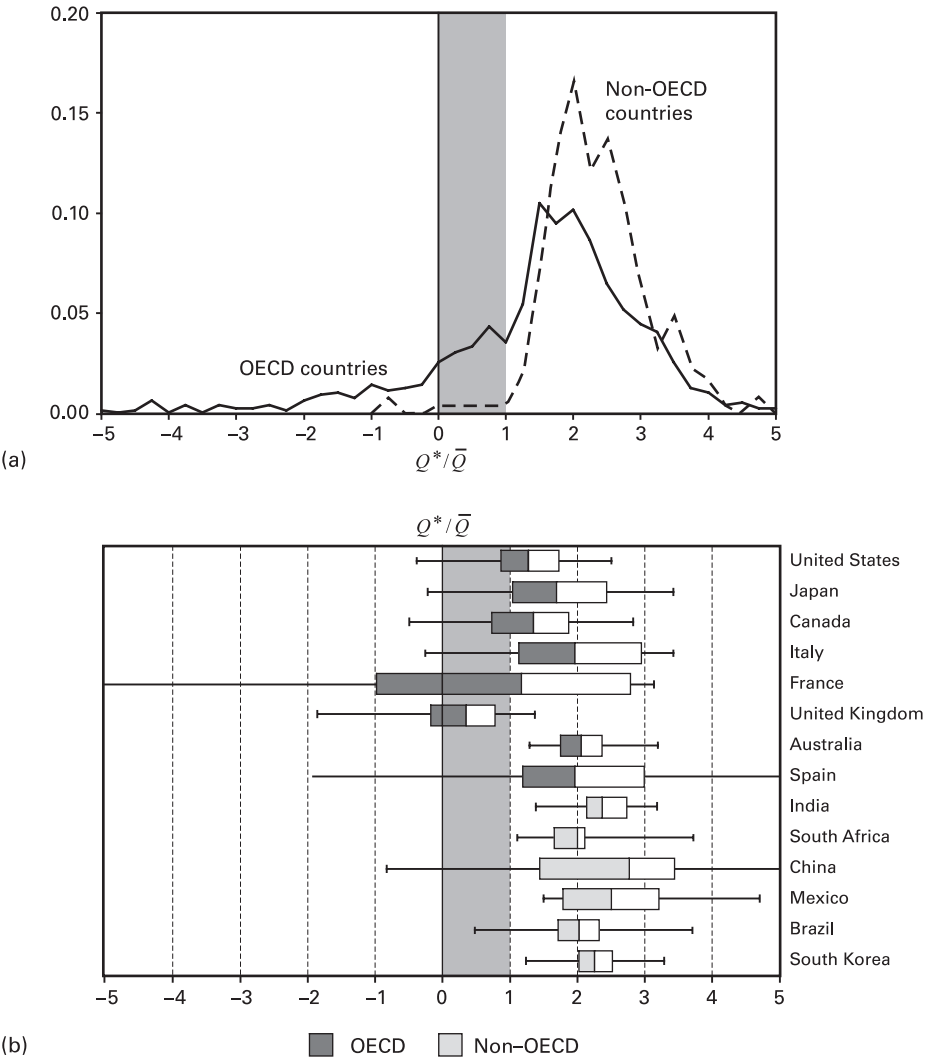 0.20
0.15
0.10
0.05
0.00
Non-OECD
countries
OECD countries
–5 –4 –3 –2 –1 0 1 2 3 4 5
Q*/Q̅
(a)
Q*/Q̅
United States
Japan
Canada
Italy
France
United Kingdom
Australia
Spain
India
South Africa
China
Mexico
Brazil
South Korea
–5 –4 –3 –2 –1 0 1 2 3 4 5
(b)
OECD Non–OECD